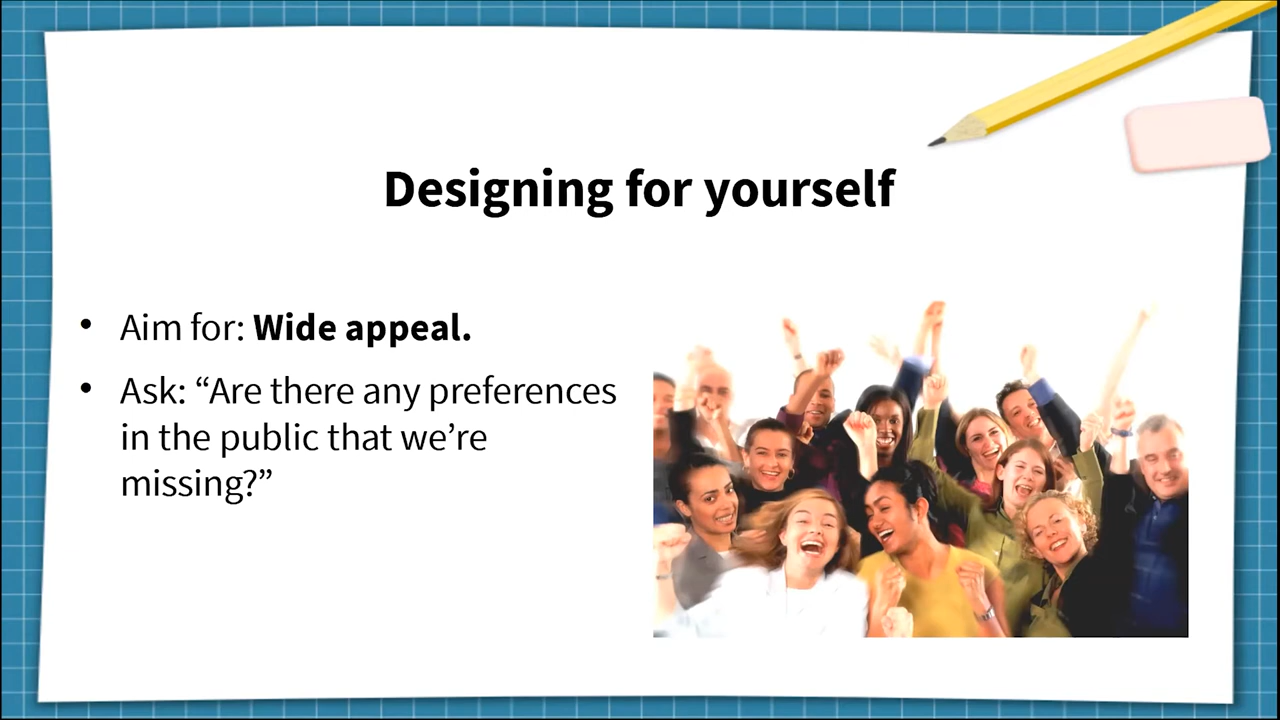 Designing for yourself
• Aim for: Wide appeal.
• Ask: “Are there any preferences
in the public that we’re
missing?”